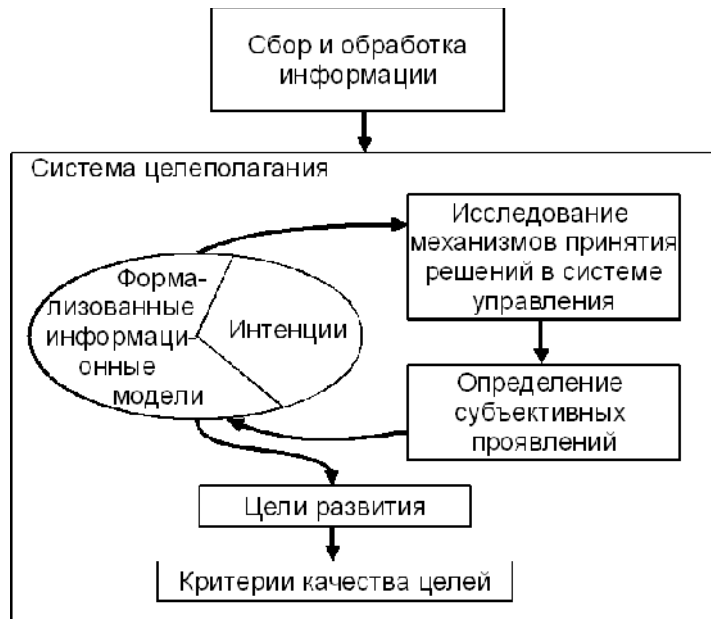 Сбор и обработка
информации
Система целеполагания
Исследование
механизмов принятия
решений в системе
управления
Форма-
лизованные
информаци-
онные
модели
Интенции
Определение
субъективных
проявлений
Цели развития
Критерии качества целей